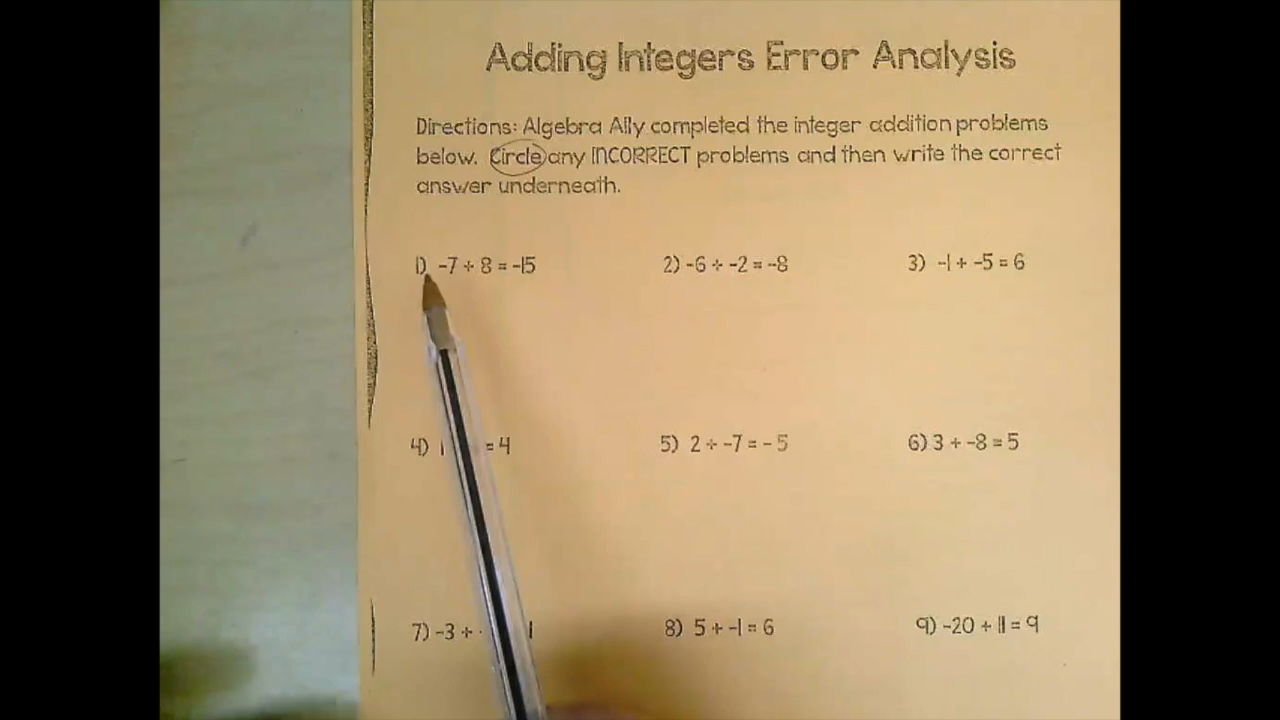 Adding Integers Error Analysis
Directions: Algebra Ally completed the integer addition problems
below. Circle any INCORRECT problems and then write the correct
answer underneath.
1) -7 + 8 = -15 2) -6 + -2 = -8 3) -1 + -5 = 6
4) = 4 5) 2 + -7 = -5 6) 3 + -8 = 5
7) -3 + 8) 5 + -1 = 6 9) -20 + 11 = 9